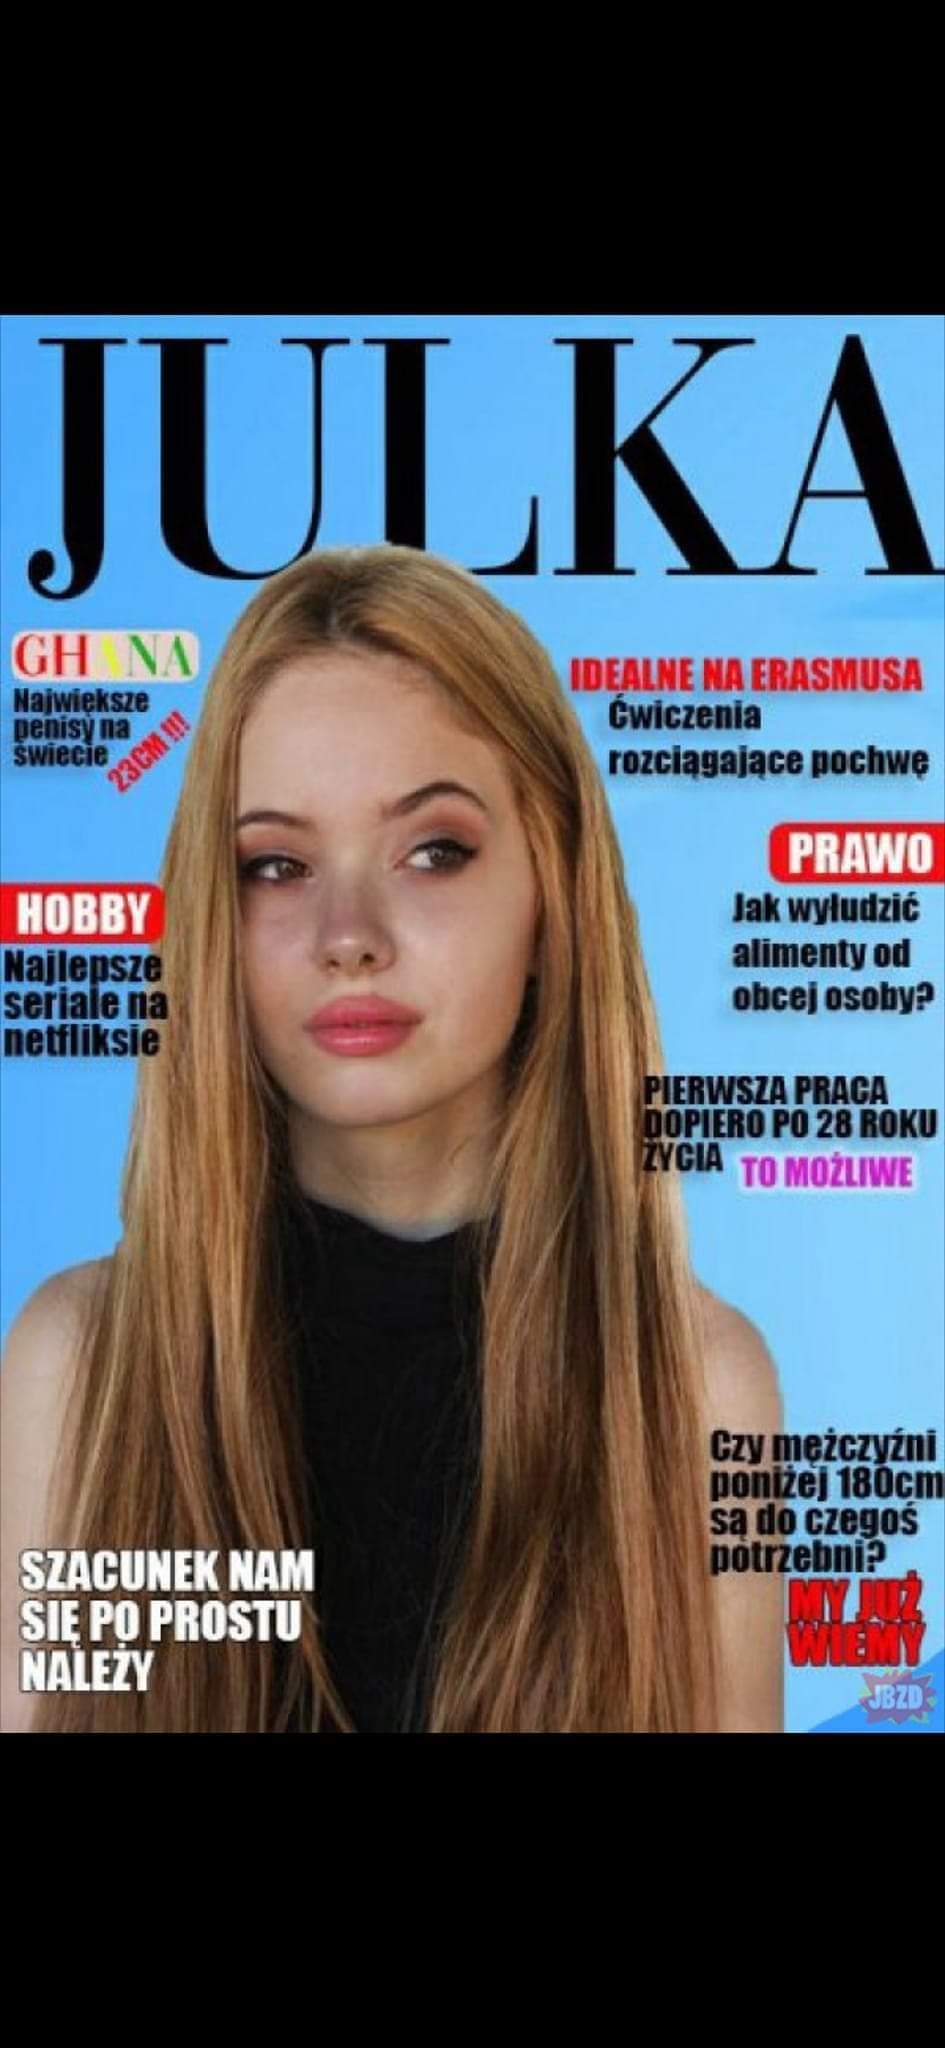 JULKA
GHANA
Największe
penisy na
świecie
23CM !!!
IDEALNE NA ERASMUSA
Ćwiczenia
rozciągające pochwę
HOBBY
Najlepsze
seriale na
netfliksie
PRAWO
Jak wyłudzić
alimenty od
obcej osoby?
PIERWSZA PRACA
DOPIERO PO 28 ROKU
ŻYCIA TO MOŻLIWE
Czy mężczyźni
poniżej 180cm
są do czegoś
potrzebni?
MY JUŻ
WIEMY
SZACUNEK NAM
SIĘ PO PROSTU
NALEŻY
JBZD